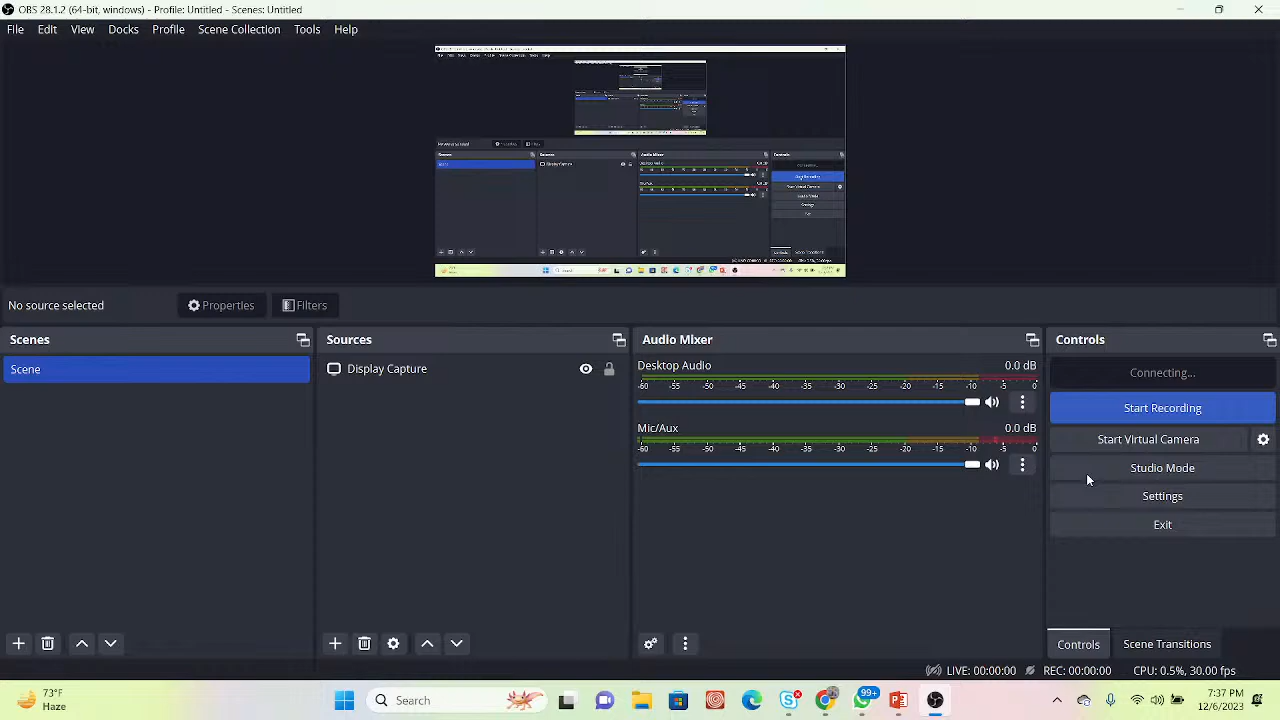 OBS 28.1.2 (64-bit, windows) - Profile: Untitled - Scenes: Untitled
File Edit View Docks Profile Scene Collection Tools Help
No source selected Properties Filters
Scenes
Scene
Sources
Display Capture
Audio Mixer
Desktop Audio 0.0 dB
-60 -55 -50 -45 -40 -35 -30 -25 -20 -15 -10 -5 0
Mic/Aux 0.0 dB
-60 -55 -50 -45 -40 -35 -30 -25 -20 -15 -10 -5 0
Controls
Connecting...
Start Recording
Start Virtual Camera
Studio Mode
Settings
Exit
Controls Scene Transitions
LIVE: 00:00:00 REC: 00:00:00 CPU: 0.5%, 30.00 fps
73°F
Haze
Search
99+
7:37 PM
12/6/2023